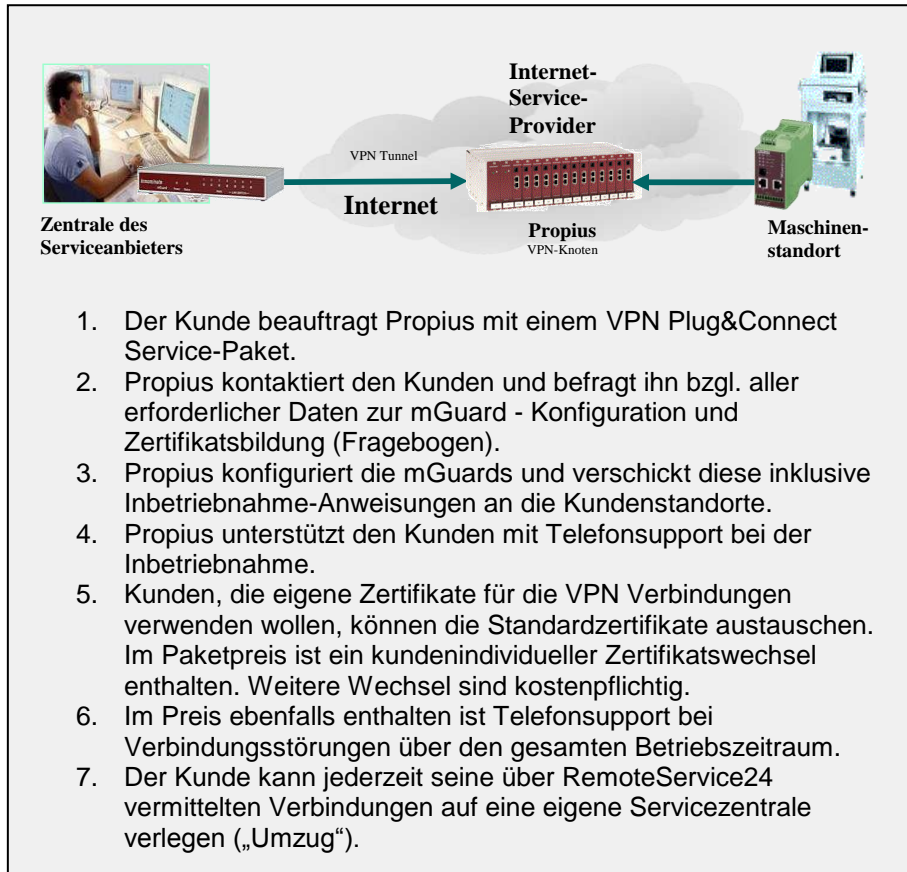 Internet-
Service-
Provider
VPN Tunnel
Internet
Zentrale des
Serviceanbieters
Propius
VPN-Knoten
Maschinen-
standort
1. Der Kunde beauftragt Propius mit einem VPN Plug&Connect
Service-Paket.
2. Propius kontaktiert den Kunden und befragt ihn bzgl. aller
erforderlicher Daten zur mGuard - Konfiguration und
Zertifikatsbildung (Fragebogen).
3. Propius konfiguriert die mGuards und verschickt diese inklusive
Inbetriebnahme-Anweisungen an die Kundenstandorte.
4. Propius unterstützt den Kunden mit Telefonsupport bei der
Inbetriebnahme.
5. Kunden, die eigene Zertifikate für die VPN Verbindungen
verwenden wollen, können die Standardzertifikate austauschen.
Im Paketpreis ist ein kundenindividueller Zertifikatswechsel
enthalten. Weitere Wechsel sind kostenpflichtig.
6. Im Preis ebenfalls enthalten ist Telefonsupport bei
Verbindungsstörungen über den gesamten Betriebszeitraum.
7. Der Kunde kann jederzeit seine über RemoteService24
vermittelten Verbindungen auf eine eigene Servicezentrale
verlegen („Umzug“).